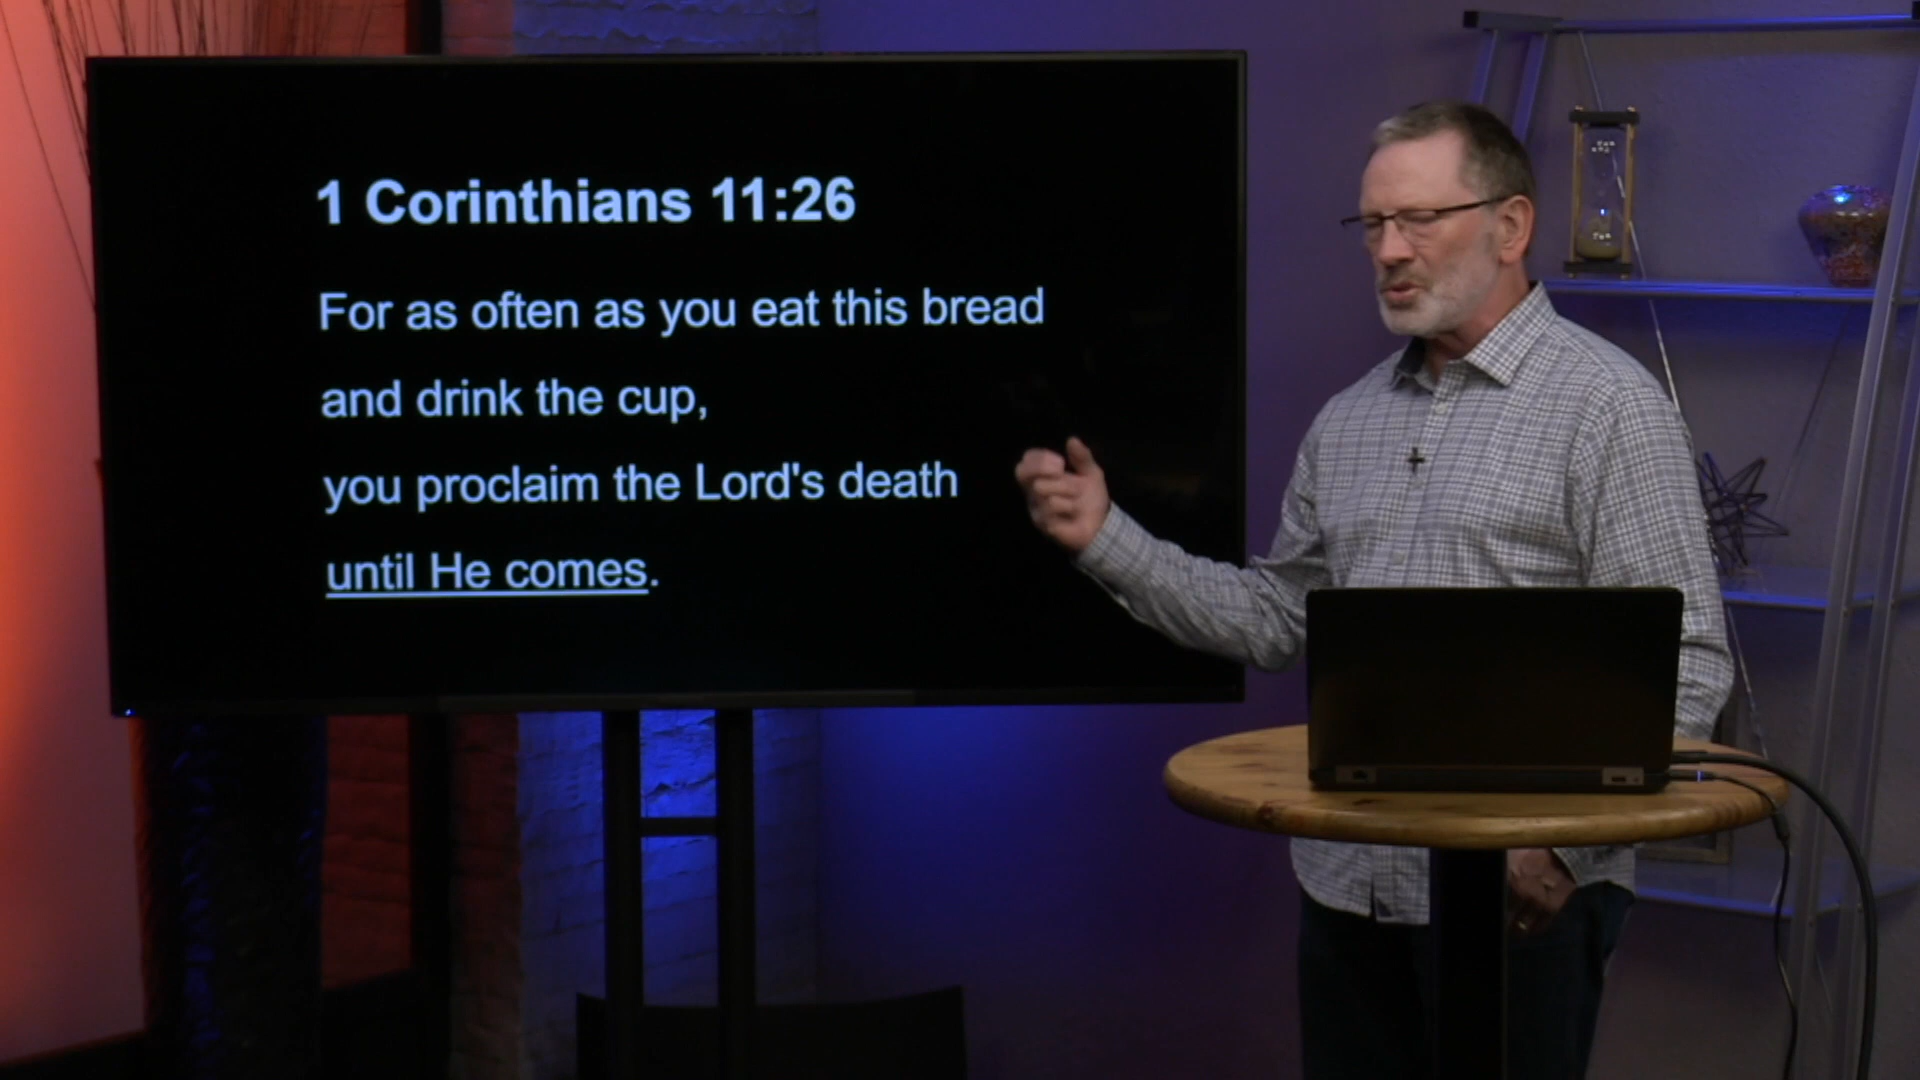 1 Corinthians 11:26
For as often as you eat this bread
and drink the cup,
you proclaim the Lord's death
until He comes.